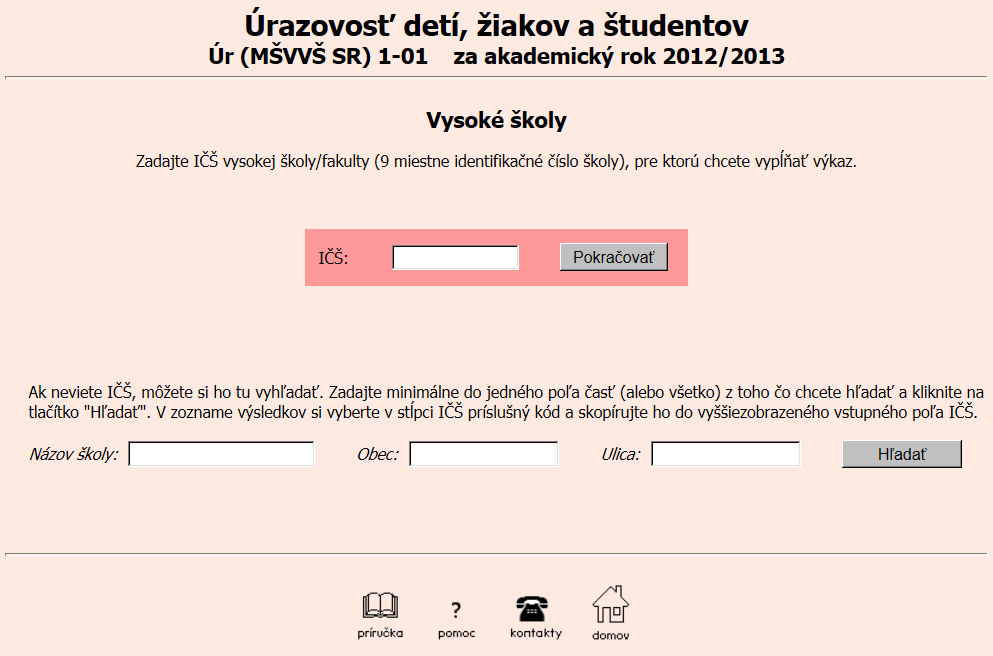 Úrazovosť detí, žiakov a študentov
Úr (MŠVVŠ SR) 1-01 za akademický rok 2012/2013
Vysoké školy
Zadajte IČŠ vysokej školy/fakulty (9 miestne identifikačné číslo školy), pre ktorú chcete vypĺňať výkaz.
IČŠ: Pokračovať
Ak neviete IČŠ, môžete si ho tu vyhľadať. Zadajte minimálne do jedného poľa časť (alebo všetko) z toho čo chcete hľadať a kliknite na
tlačítko "Hľadať". V zozname výsledkov si vyberte v stĺpci IČŠ príslušný kód a skopírujte ho do vyššiezobrazeného vstupného poľa IČŠ.
Názov školy: Obec: Ulica: Hľadať
príručka ? pomoc kontakty domov